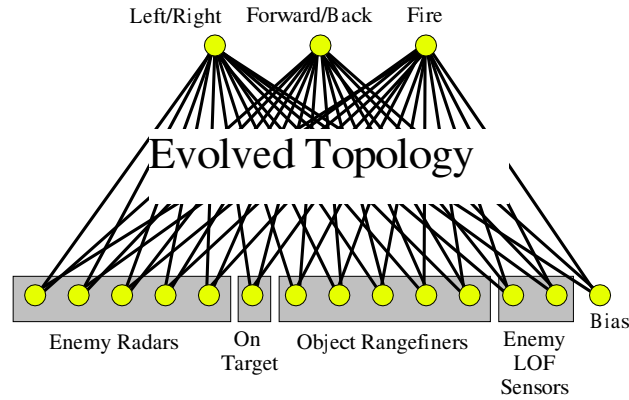 Left/Right Forward/Back Fire
Evolved Topology
Enemy Radars
On
Target
Object Rangefiners
Enemy
LOF
Sensors
Bias